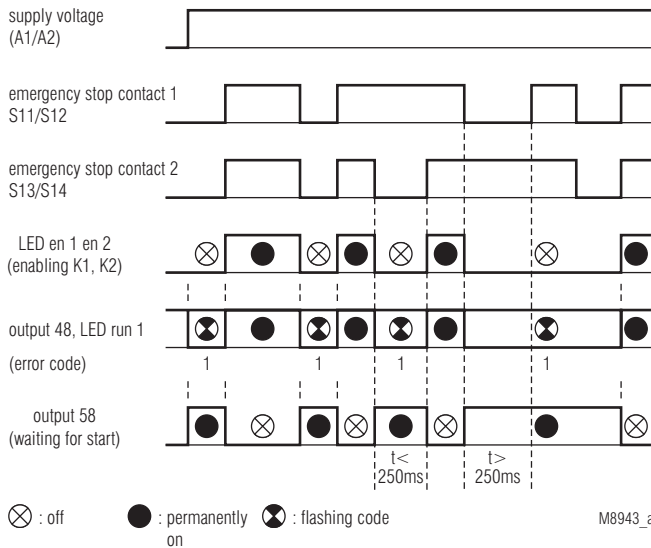 supply voltage
(A1/A2)
emergency stop contact 1
S11/S12
emergency stop contact 2
S13/S14
LED en 1 en 2
(enabling K1, K2)
output 48, LED run 1
(error code)
1 1 1 1
output 58
(waiting for start)
t< t>
250ms 250ms
: off : permanently : flashing code M8943_a
on